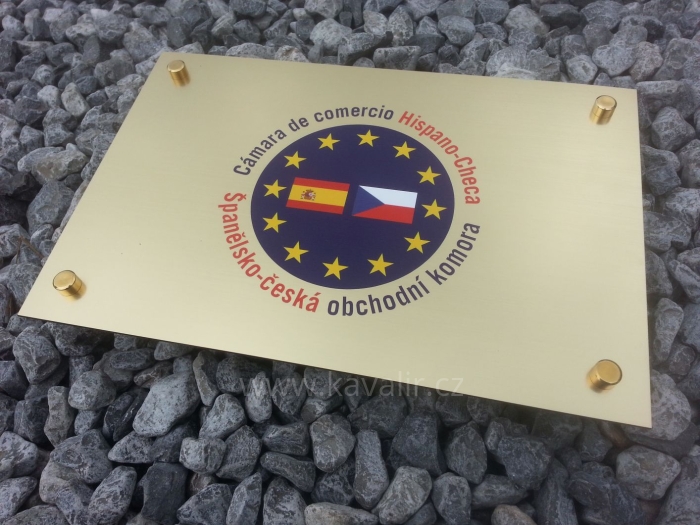 Cámara de comercio Hispano-Checa
Španělsko-česká obchodní komora
www.kavalir.cz